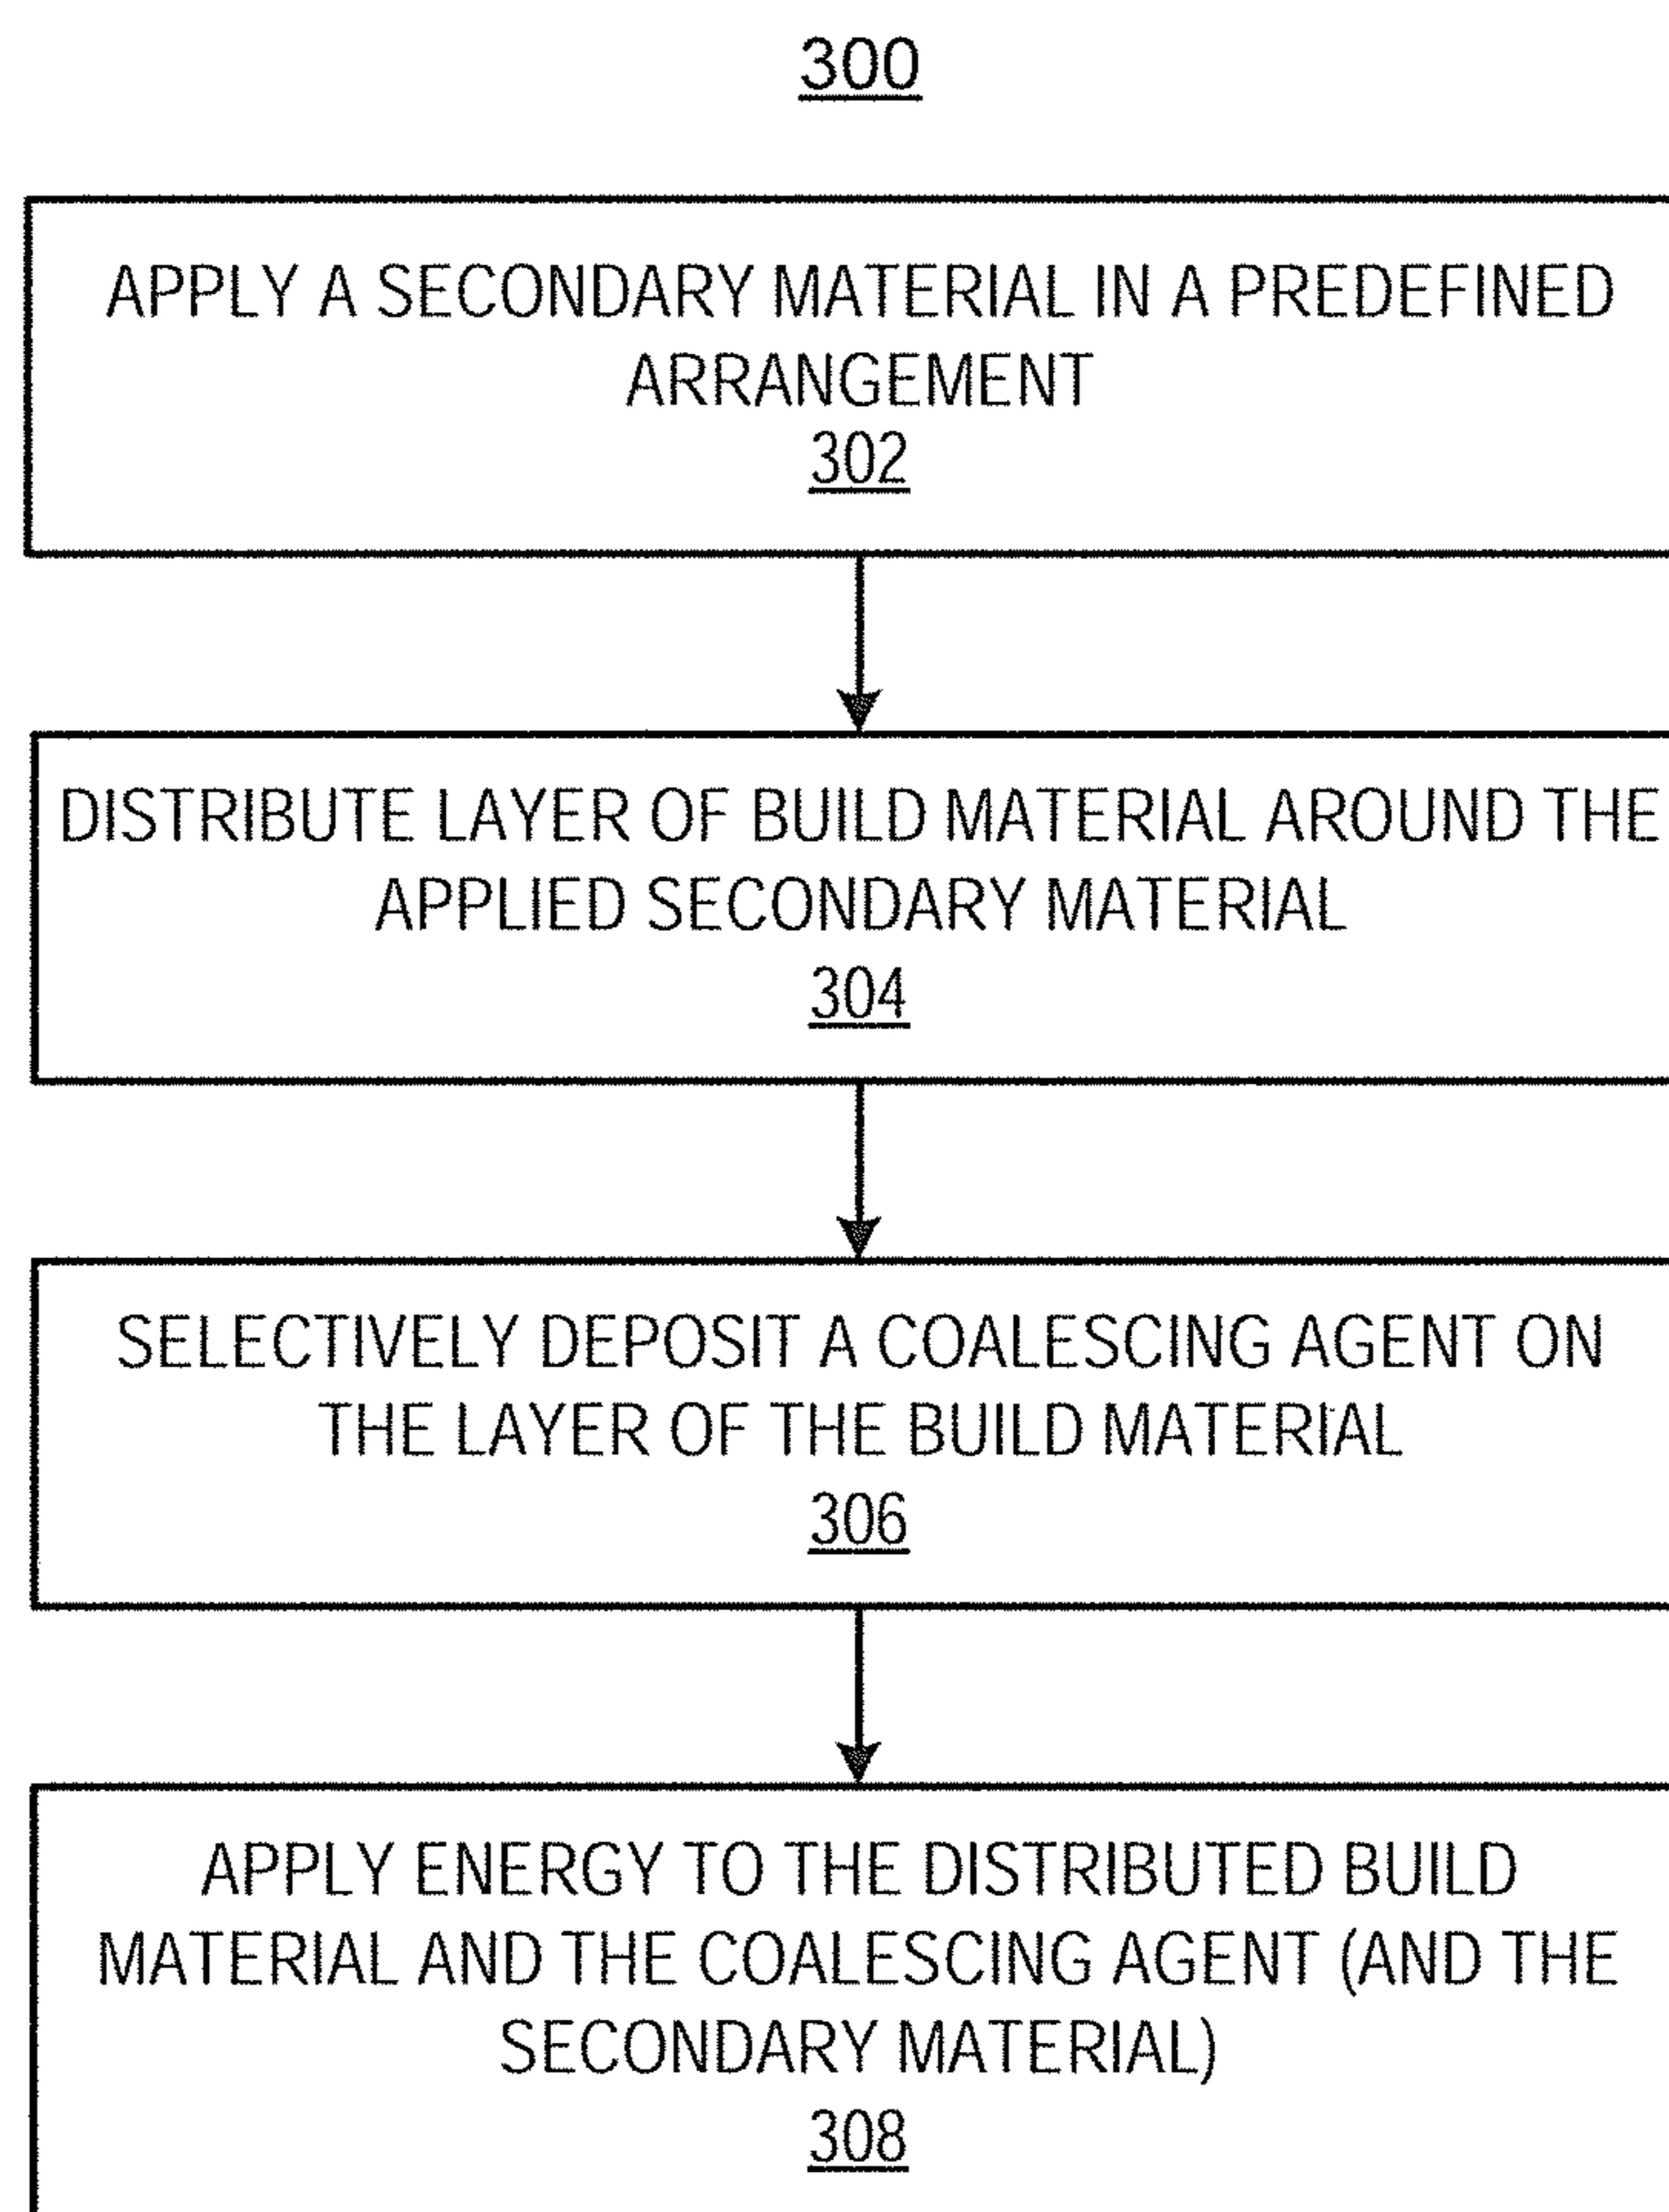 300
APPLY A SECONDARY MATERIAL IN A PREDEFINED
ARRANGEMENT
302
DISTRIBUTE LAYER OF BUILD MATERIAL AROUND THE
APPLIED SECONDARY MATERIAL
304
SELECTIVELY DEPOSIT A COALESCING AGENT ON
THE LAYER OF THE BUILD MATERIAL
306
APPLY ENERGY TO THE DISTRIBUTED BUILD
MATERIAL AND THE COALESCING AGENT (AND THE
SECONDARY MATERIAL)
308